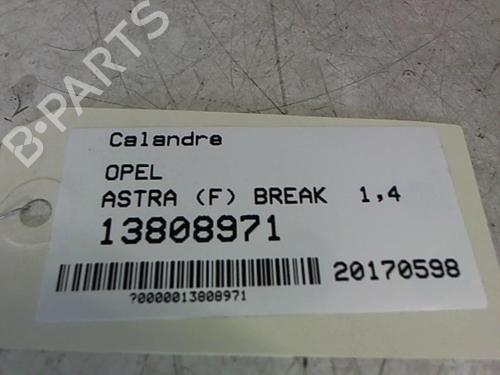 B-PARTS
Calandre
OPEL
ASTRA (F) BREAK 1,4
13808971
20170598
?0000013808971